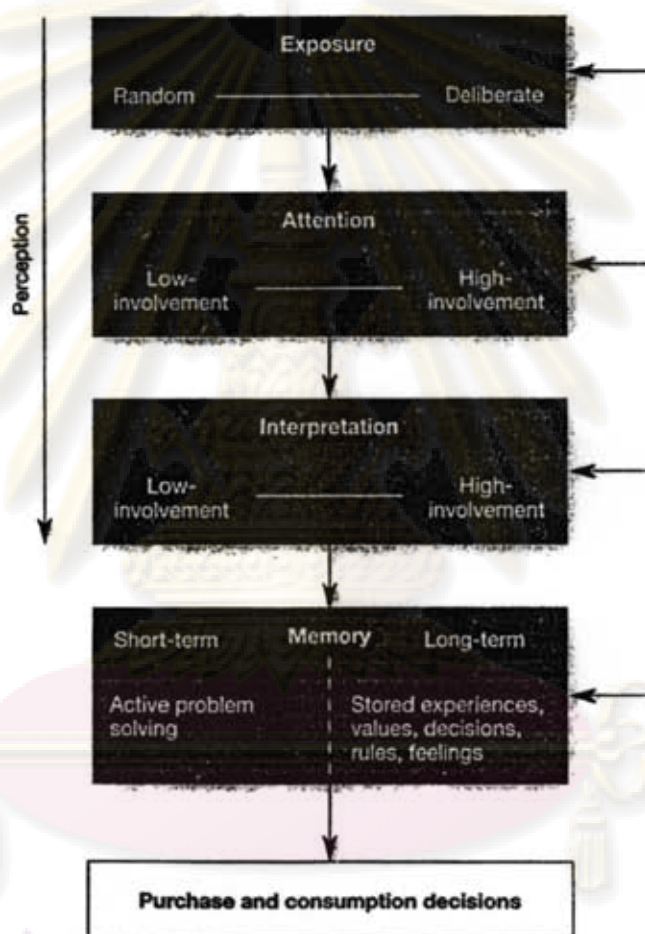 Exposure
Random Deliberate
Perception
Attention
Low- High-
involvement involvement
Interpretation
Low- High-
involvement involvement
Short-term Memory Long-term
Active problem Stored experiences,
solving values, decisions,
rules, feelings
Purchase and consumption decisions